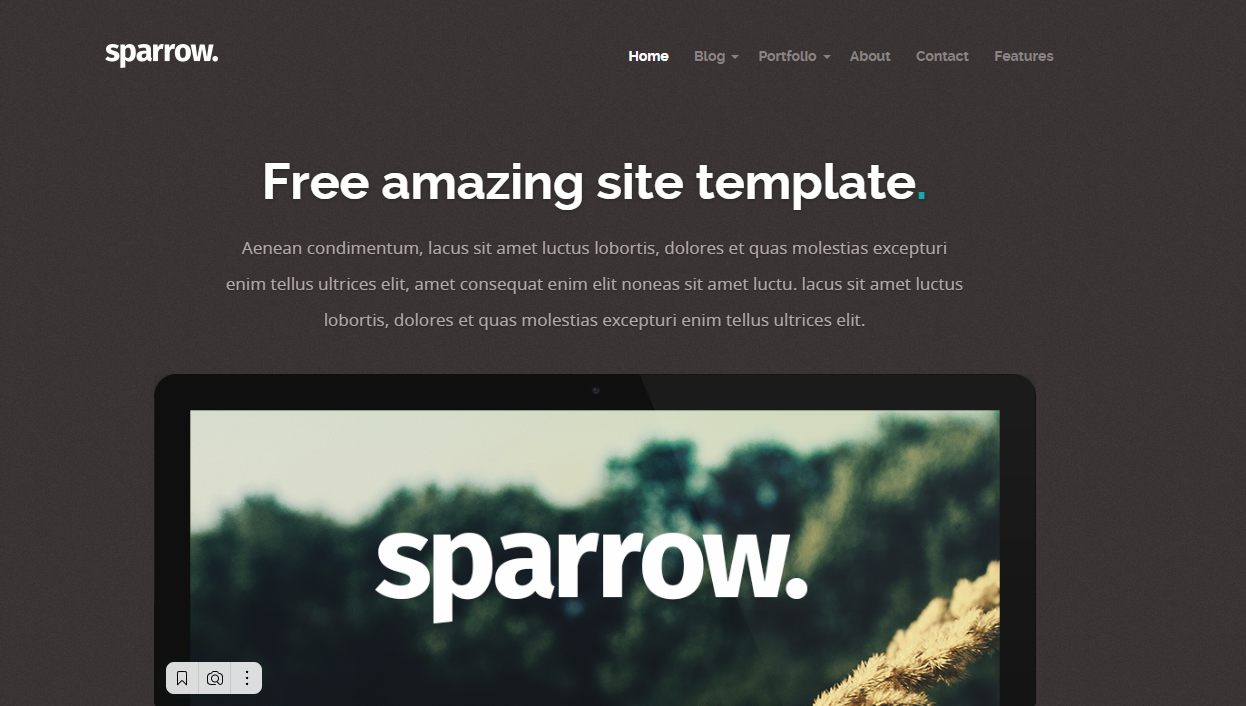 sparrow.
Home Blog Portfolio About Contact Features
Free amazing site template.
Aenean condimentum, lacus sit amet luctus lobortis, dolores et quas molestias excepturi
enim tellus ultrices elit, amet consequat enim elit noneas sit amet luctu. lacus sit amet luctus
lobortis, dolores et quas molestias excepturi enim tellus ultrices elit.
sparrow.